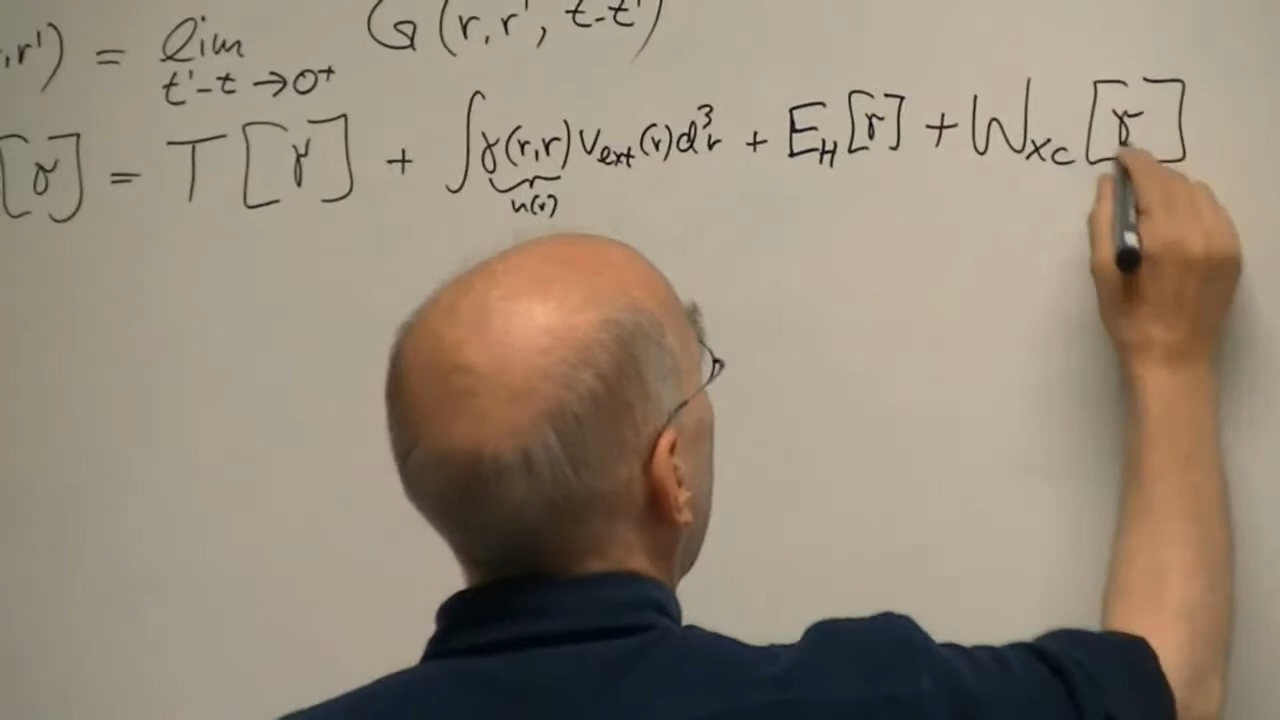 ,r') = lim t'-t→0⁺ G(r,r', t-t')
[γ] = T[γ] + ∫γ(r,r)v_ext(r)d³r + E_H[γ] + W_xc[γ]
n(r)